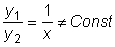 y₁/y₂ = 1/x ≠ Const